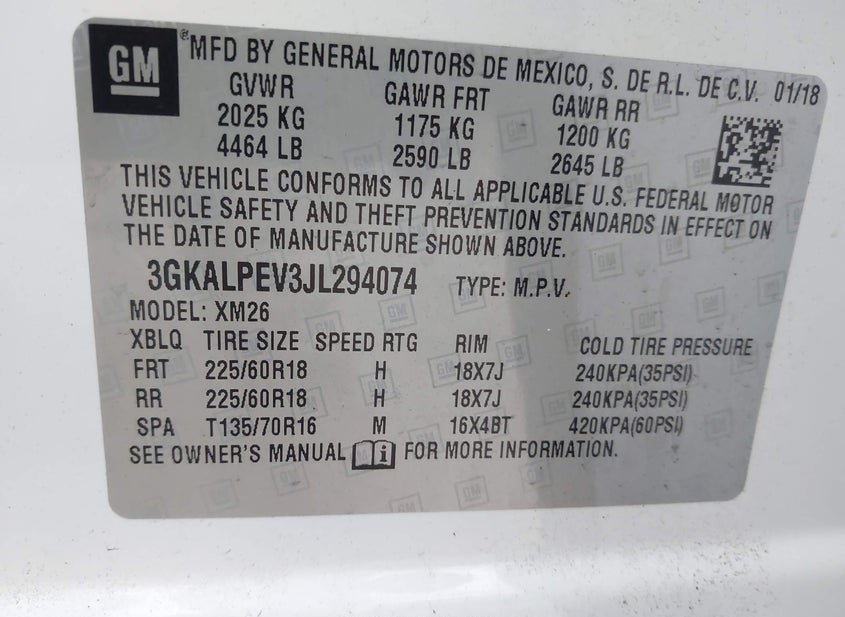 GM
® MFD BY GENERAL MOTORS DE MEXICO, S. DE R.L. DE C.V. 01/18
GVWR GAWR FRT GAWR RR
2025 KG 1175 KG 1200 KG
4464 LB 2590 LB 2645 LB
THIS VEHICLE CONFORMS TO ALL APPLICABLE U.S. FEDERAL MOTOR
VEHICLE SAFETY AND THEFT PREVENTION STANDARDS IN EFFECT ON
THE DATE OF MANUFACTURE SHOWN ABOVE.
3GKALPEV3JL294074 TYPE: M.P.V.
MODEL: XM26
XBLQ TIRE SIZE SPEED RTG RIM COLD TIRE PRESSURE
FRT 225/60R18 H 18X7J 240KPA(35PSI)
RR 225/60R18 H 18X7J 240KPA(35PSI)
SPA T135/70R16 M 16X4BT 420KPA(60PSI)
SEE OWNER'S MANUAL i FOR MORE INFORMATION.